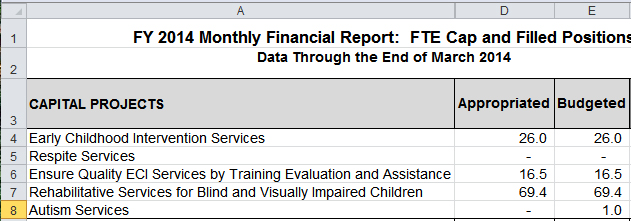 A D E
1 FY 2014 Monthly Financial Report: FTE Cap and Filled Positions
2 Data Through the End of March 2014
3 CAPITAL PROJECTS Appropriated Budgeted
4 Early Childhood Intervention Services 26.0 26.0
5 Respite Services - -
6 Ensure Quality ECI Services by Training Evaluation and Assistance 16.5 16.5
7 Rehabilitative Services for Blind and Visually Impaired Children 69.4 69.4
8 Autism Services - 1.0